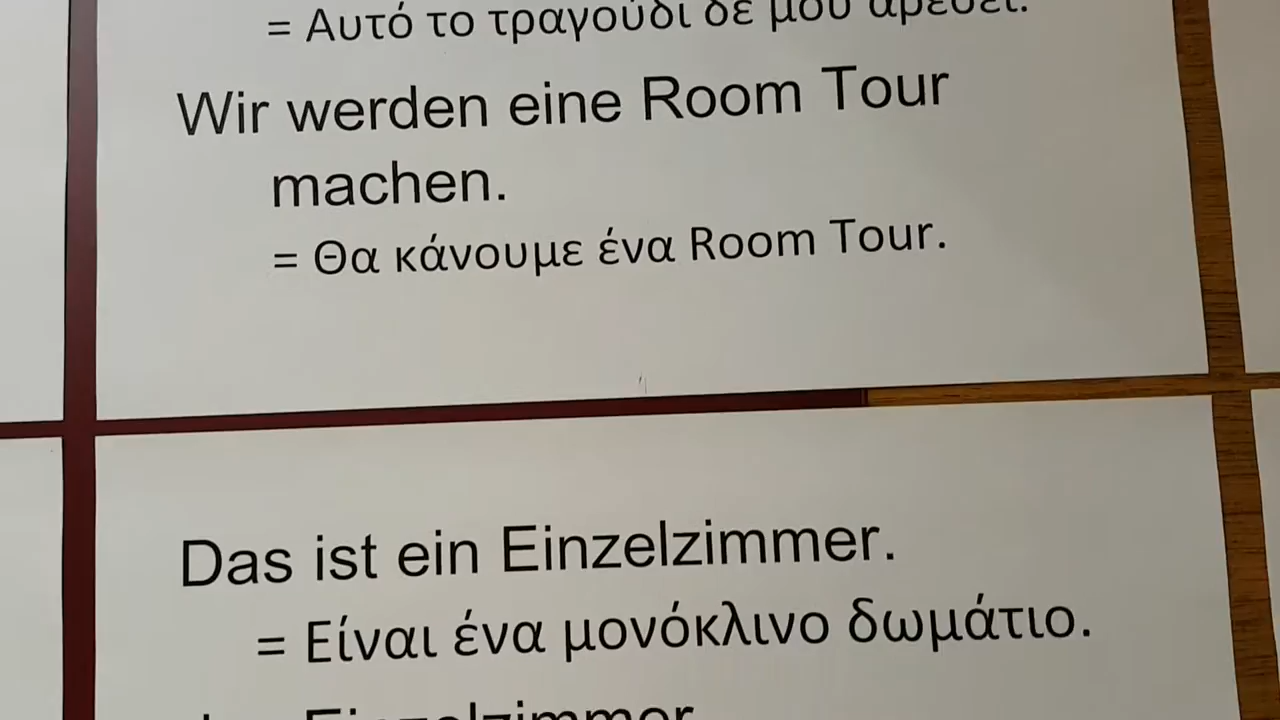 = Αυτό το τραγούδι δε μου αρέσει.
Wir werden eine Room Tour
machen.
= Θα κάνουμε ένα Room Tour.
Das ist ein Einzelzimmer.
= Είναι ένα μονόκλινο δωμάτιο.
Einzelzimmer